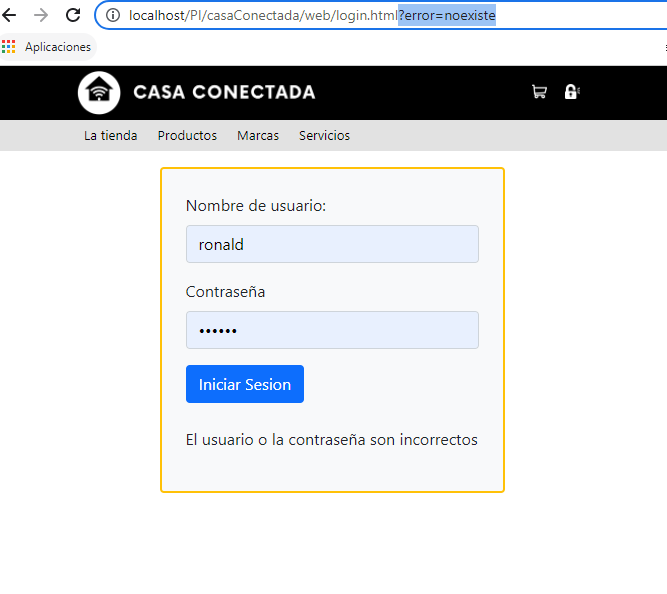 localhost/PI/casaConectada/web/login.html?error=noexiste
Aplicaciones
CASA CONECTADA
La tienda Productos Marcas Servicios
Nombre de usuario:
ronald
Contraseña
••••••
Iniciar Sesion
El usuario o la contraseña son incorrectos